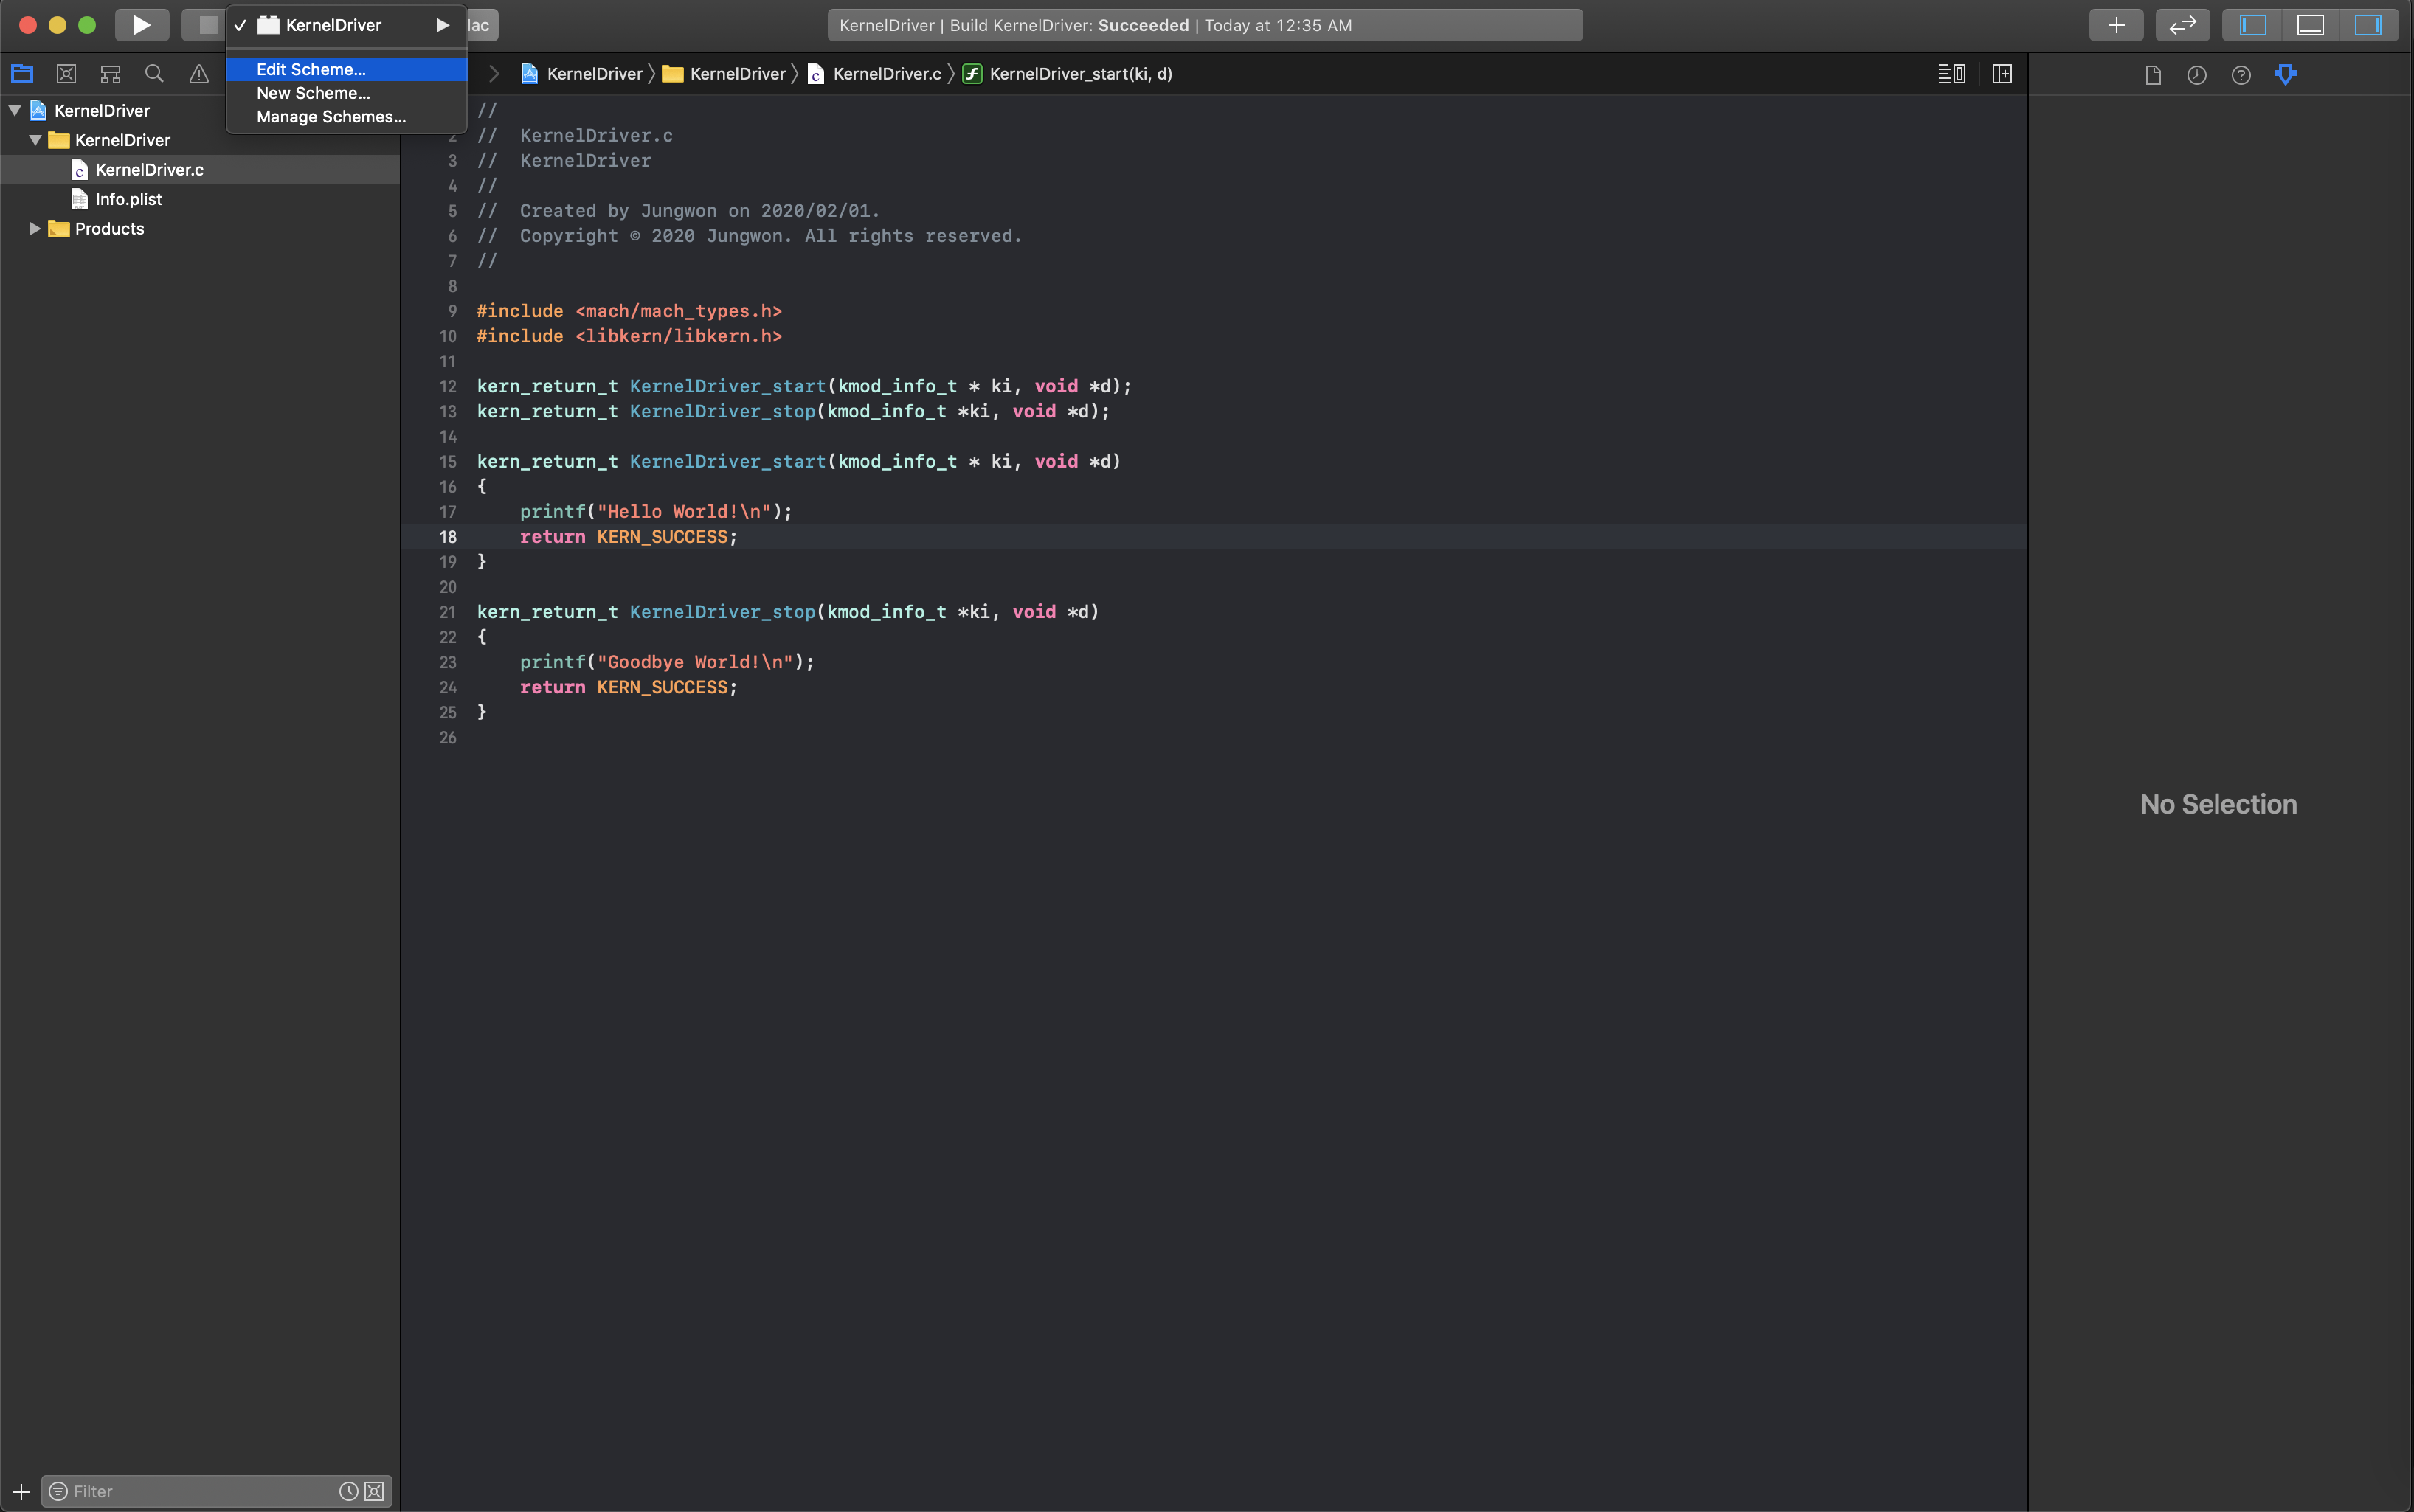 KernelDriver
ac
KernelDriver | Build KernelDriver: Succeeded | Today at 12:35 AM
Edit Scheme...
New Scheme...
Manage Schemes...
KernelDriver
KernelDriver
KernelDriver.c
Info.plist
Products
KernelDriver 〉 KernelDriver 〉 KernelDriver.c 〉 KernelDriver_start(ki, d)
//
2 //  KernelDriver.c
3 //  KernelDriver
4 //
5 //  Created by Jungwon on 2020/02/01.
6 //  Copyright © 2020 Jungwon. All rights reserved.
7 //
8
9 #include <mach/mach_types.h>
10 #include <libkern/libkern.h>
11
12 kern_return_t KernelDriver_start(kmod_info_t * ki, void *d);
13 kern_return_t KernelDriver_stop(kmod_info_t *ki, void *d);
14
15 kern_return_t KernelDriver_start(kmod_info_t * ki, void *d)
16 {
17     printf("Hello World!\n");
18     return KERN_SUCCESS;
19 }
20
21 kern_return_t KernelDriver_stop(kmod_info_t *ki, void *d)
22 {
23     printf("Goodbye World!\n");
24     return KERN_SUCCESS;
25 }
26
No Selection
Filter